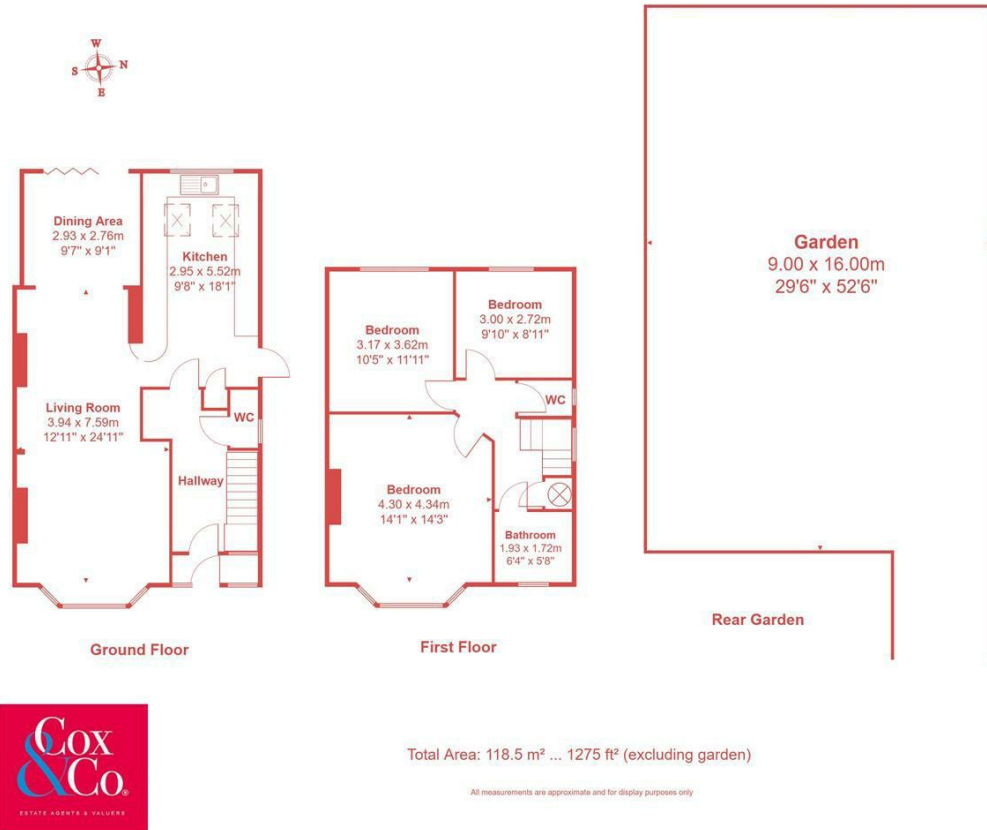 W
S N
E
Dining Area
2.93 x 2.76m
9'7" x 9'1"
Kitchen
2.95 x 5.52m
9'8" x 18'1"
Living Room
3.94 x 7.59m
12'11" x 24'11"
WC
Hallway
Ground Floor
Bedroom
3.17 x 3.62m
10'5" x 11'11"
Bedroom
3.00 x 2.72m
9'10" x 8'11"
WC
Bedroom
4.30 x 4.34m
14'1" x 14'3"
Bathroom
1.93 x 1.72m
6'4" x 5'8"
First Floor
Garden
9.00 x 16.00m
29'6" x 52'6"
Rear Garden
Cox
&Co.®
ESTATE AGENTS & VALUERS
Total Area: 118.5 m² ... 1275 ft² (excluding garden)
All measurements are approximate and for display purposes only